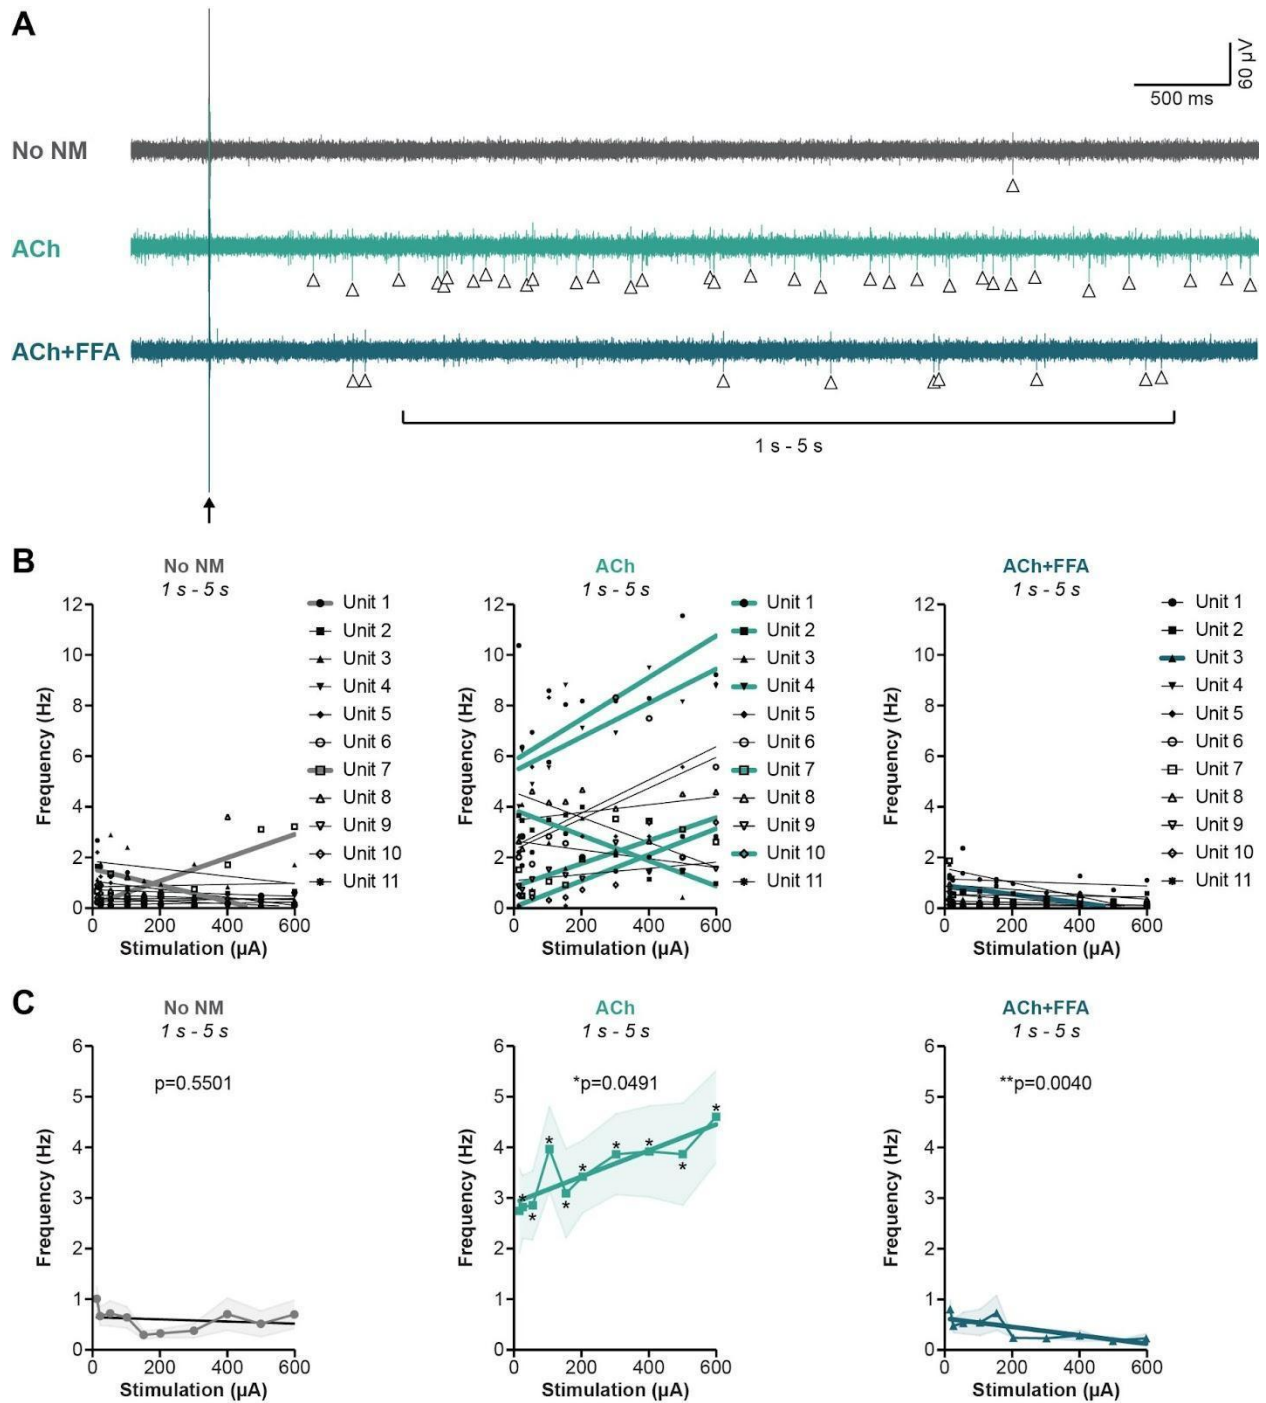 A
60 µV
500 ms
No NM
ACh
ACh+FFA
1 s - 5 s
B
No NM
1 s - 5 s
Frequency (Hz)
12
10
8
6
4
2
0
0 200 400 600
Stimulation (µA)
Unit 1
Unit 2
Unit 3
Unit 4
Unit 5
Unit 6
Unit 7
Unit 8
Unit 9
Unit 10
Unit 11
ACh
1 s - 5 s
Frequency (Hz)
12
10
8
6
4
2
0
0 200 400 600
Stimulation (µA)
Unit 1
Unit 2
Unit 3
Unit 4
Unit 5
Unit 6
Unit 7
Unit 8
Unit 9
Unit 10
Unit 11
ACh+FFA
1 s - 5 s
Frequency (Hz)
12
10
8
6
4
2
0
0 200 400 600
Stimulation (µA)
Unit 1
Unit 2
Unit 3
Unit 4
Unit 5
Unit 6
Unit 7
Unit 8
Unit 9
Unit 10
Unit 11
C
No NM
1 s - 5 s
p=0.5501
Frequency (Hz)
6
5
4
3
2
1
0
0 200 400 600
Stimulation (µA)
ACh
1 s - 5 s
*p=0.0491
Frequency (Hz)
6
5
4
3
2
1
0
* * * * * * * * *
0 200 400 600
Stimulation (µA)
ACh+FFA
1 s - 5 s
**p=0.0040
Frequency (Hz)
6
5
4
3
2
1
0
0 200 400 600
Stimulation (µA)